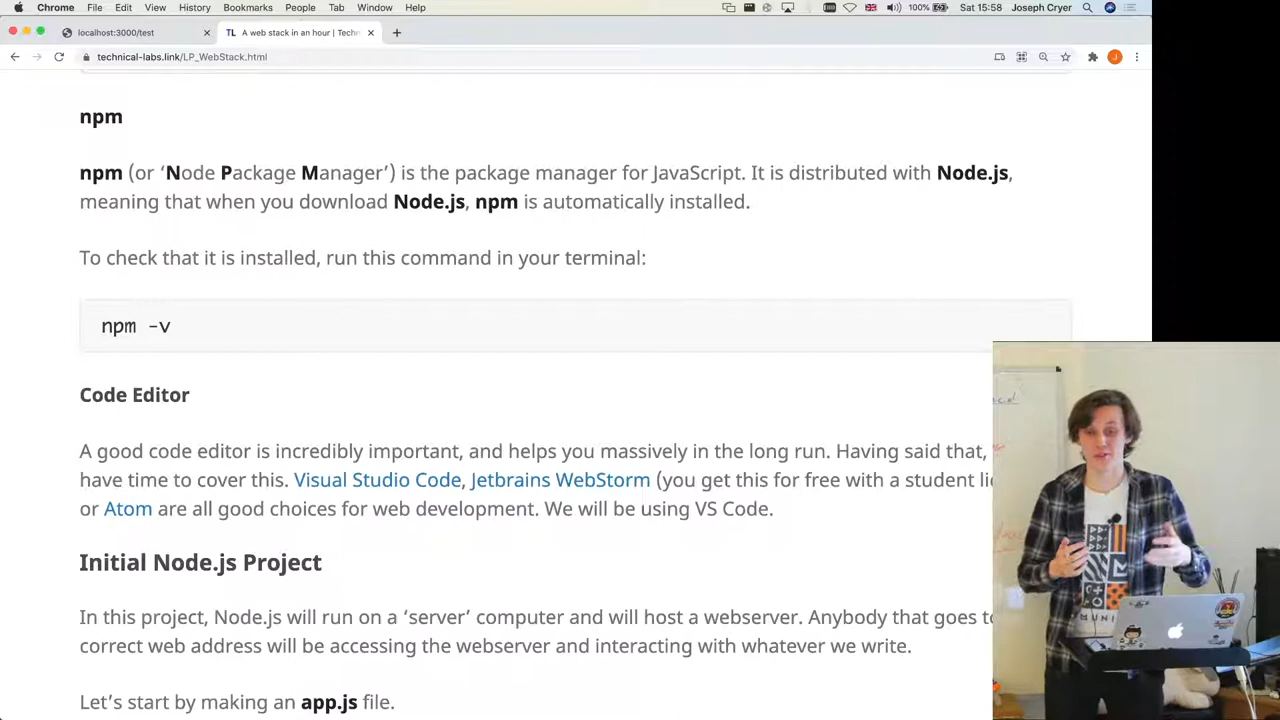 Chrome File Edit View History Bookmarks People Tab Window Help 100% Sat 15:58 Joseph Cryer
localhost:3000/test
TL A web stack in an hour | Techn
technical-labs.link/LP_WebStack.html
J
npm
npm (or ‘Node Package Manager’) is the package manager for JavaScript. It is distributed with Node.js,
meaning that when you download Node.js, npm is automatically installed.
To check that it is installed, run this command in your terminal:
npm -v
Code Editor
A good code editor is incredibly important, and helps you massively in the long run. Having said that,
have time to cover this. Visual Studio Code, Jetbrains WebStorm (you get this for free with a student li
or Atom are all good choices for web development. We will be using VS Code.
Initial Node.js Project
In this project, Node.js will run on a ‘server’ computer and will host a webserver. Anybody that goes to
correct web address will be accessing the webserver and interacting with whatever we write.
Let’s start by making an app.js file.